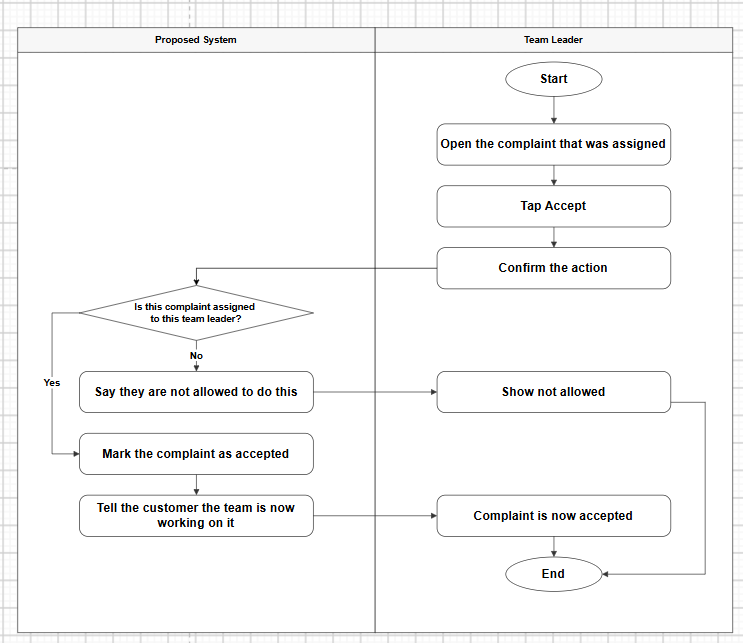 Proposed System
Team Leader
Start
Open the complaint that was assigned
Tap Accept
Confirm the action
Is this complaint assigned
to this team leader?
No
Yes
Say they are not allowed to do this
Show not allowed
Mark the complaint as accepted
Tell the customer the team is now
working on it
Complaint is now accepted
End